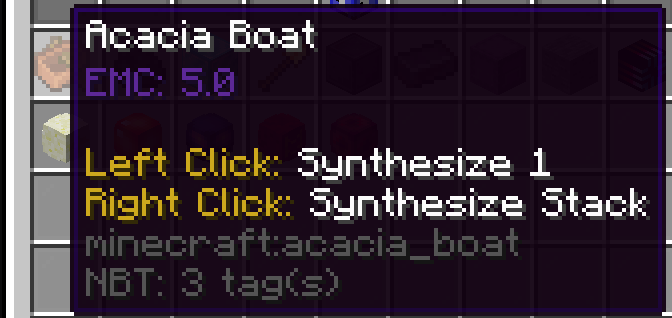 Acacia Boat
EMC: 5.0
Left Click: Synthesize 1
Right Click: Synthesize Stack
minecraft:acacia_boat
NBT: 3 tag(s)